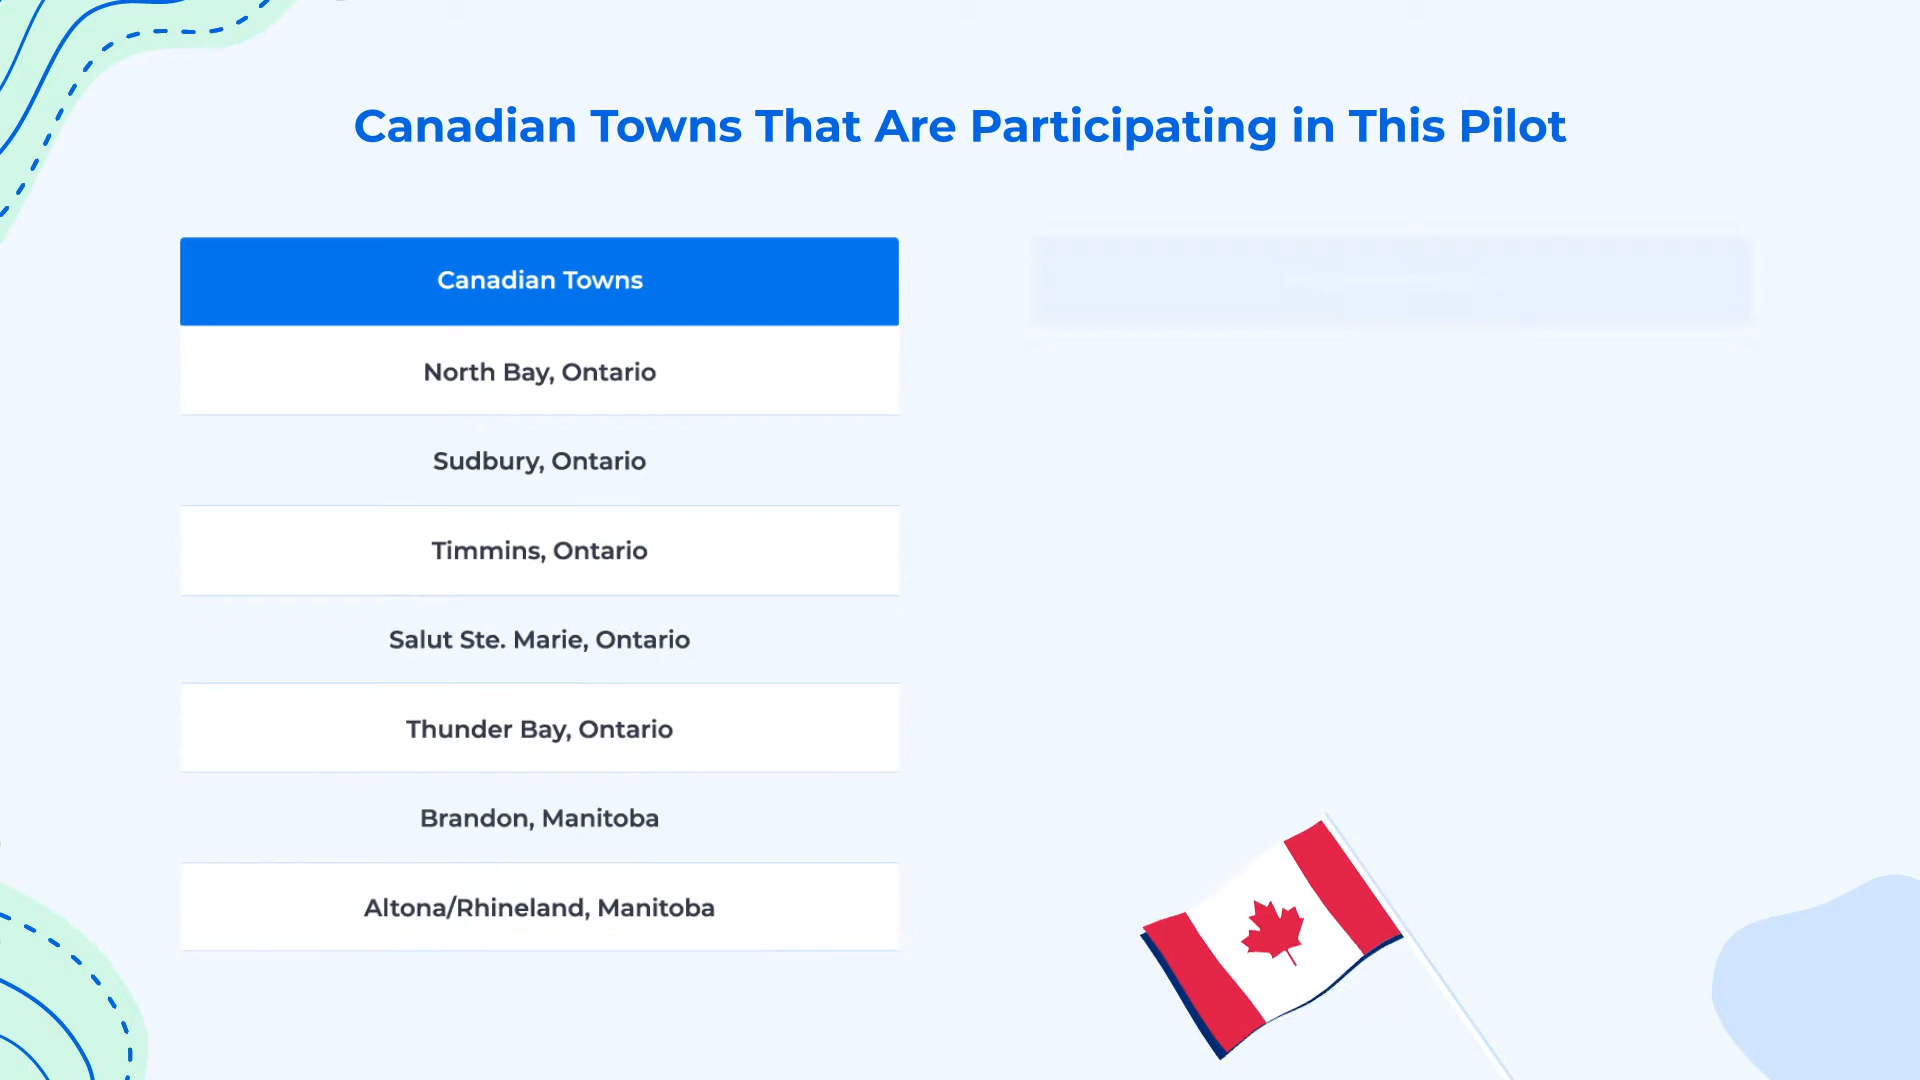 Canadian Towns That Are Participating in This Pilot
Canadian Towns
North Bay, Ontario
Sudbury, Ontario
Timmins, Ontario
Salut Ste. Marie, Ontario
Thunder Bay, Ontario
Brandon, Manitoba
Altona/Rhineland, Manitoba